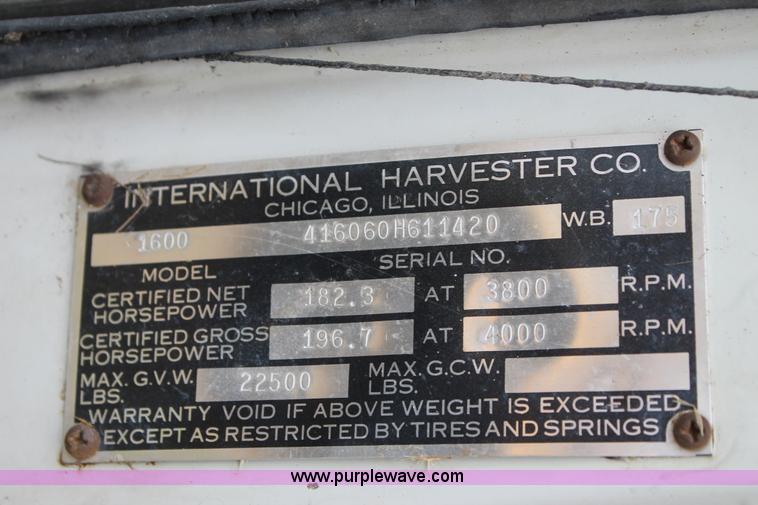 INTERNATIONAL HARVESTER CO.
CHICAGO, ILLINOIS
1600 416060H611420 W.B. 175
MODEL SERIAL NO.
CERTIFIED NET HORSEPOWER 182.3 AT 3800 R.P.M.
CERTIFIED GROSS HORSEPOWER 196.7 AT 4000 R.P.M.
MAX. G.V.W. LBS. 22500 MAX. G.C.W. LBS.
WARRANTY VOID IF ABOVE WEIGHT IS EXCEEDED
EXCEPT AS RESTRICTED BY TIRES AND SPRINGS
www.purplewave.com